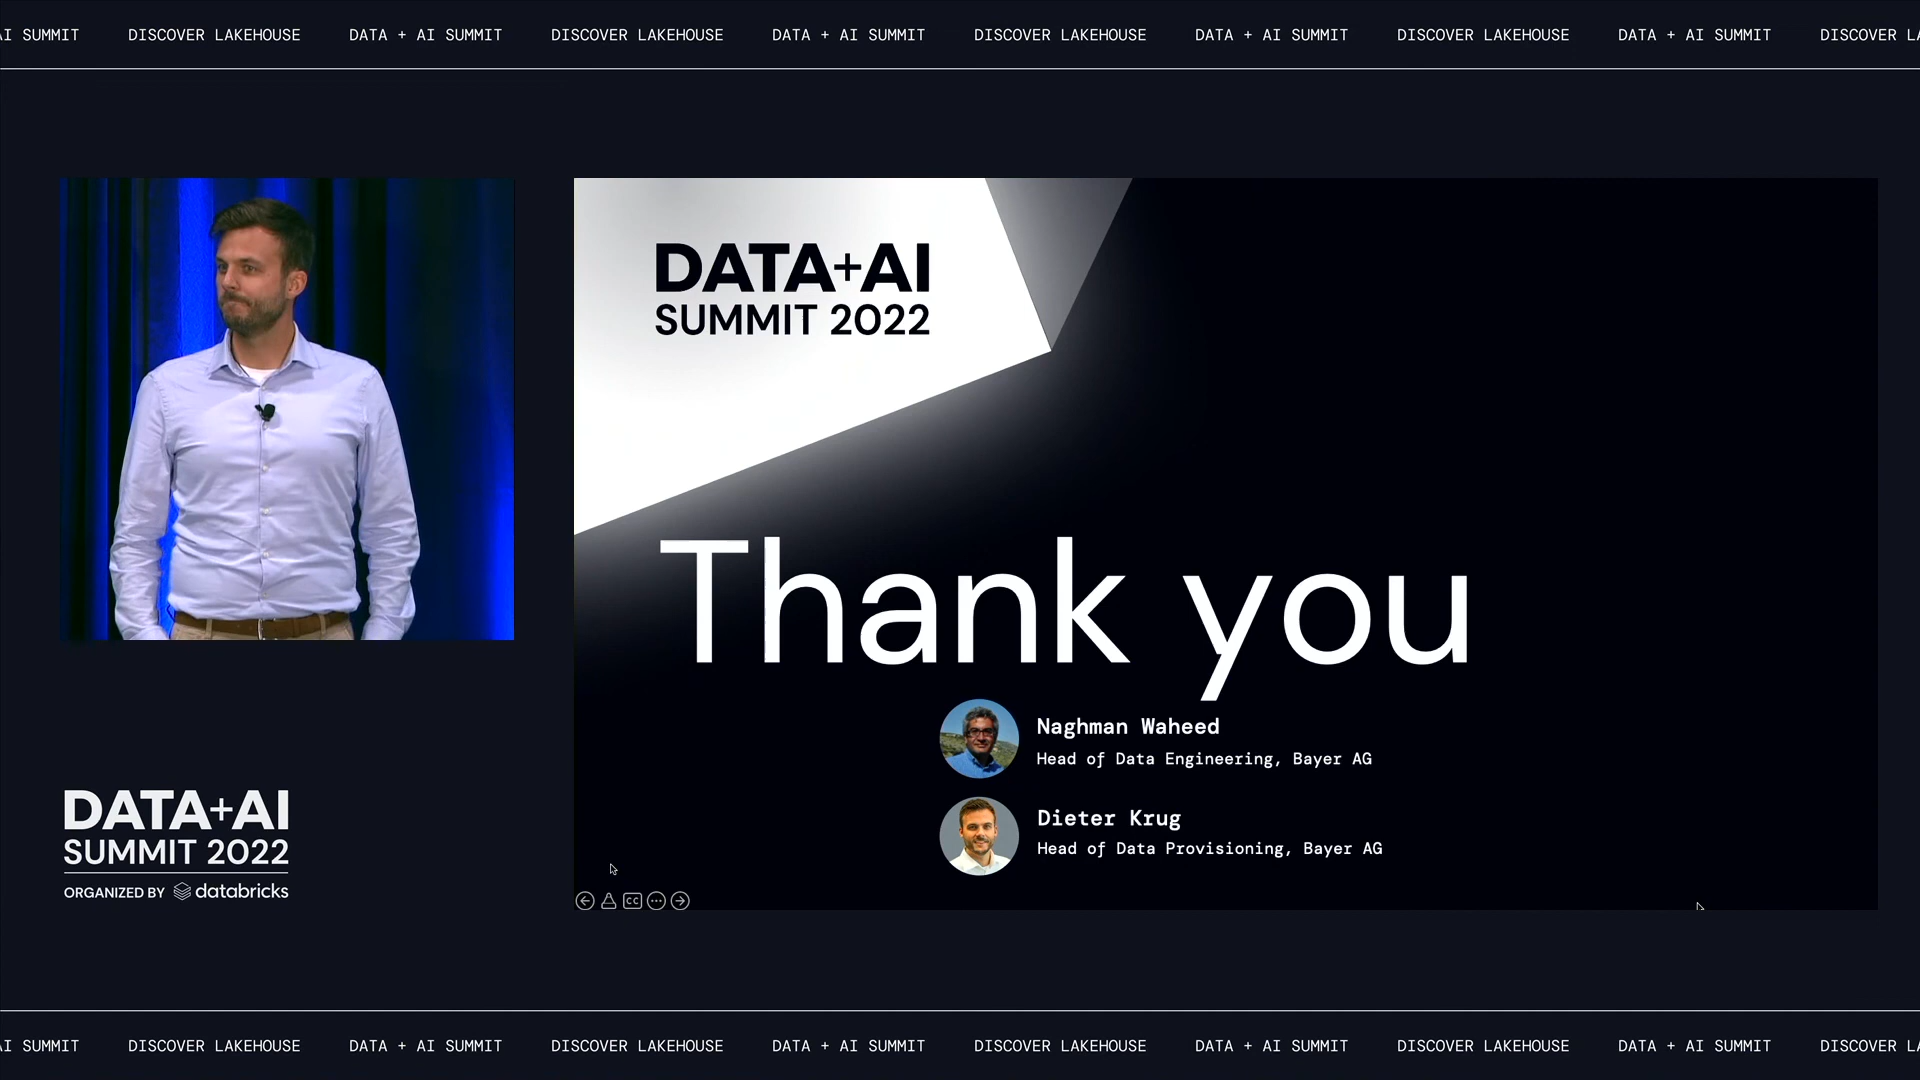 AI SUMMIT DISCOVER LAKEHOUSE DATA + AI SUMMIT DISCOVER LAKEHOUSE DATA + AI SUMMIT DISCOVER LAKEHOUSE DATA + AI SUMMIT DISCOVER LAKEHOUSE DATA + AI SUMMIT DISCOVER LA
DATA+AI
SUMMIT 2022
Thank you
Naghman Waheed
Head of Data Engineering, Bayer AG
Dieter Krug
Head of Data Provisioning, Bayer AG
CC
DATA+AI
SUMMIT 2022
ORGANIZED BY databricks
AI SUMMIT DISCOVER LAKEHOUSE DATA + AI SUMMIT DISCOVER LAKEHOUSE DATA + AI SUMMIT DISCOVER LAKEHOUSE DATA + AI SUMMIT DISCOVER LAKEHOUSE DATA + AI SUMMIT DISCOVER LA